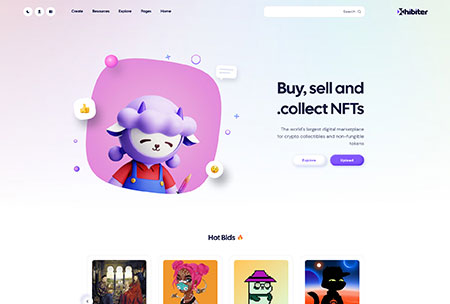 Create Resources Explore Pages Home
Search
Xhibiter
Buy, sell and
.collect NFTs
The world's largest digital marketplace
for crypto collectibles and non-fungible
tokens
Explore
Upload
Hot Bids